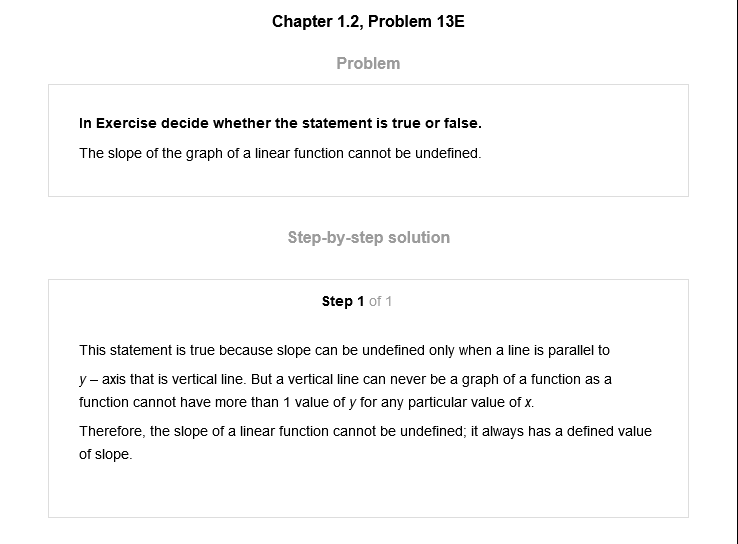 Chapter 1.2, Problem 13E
Problem
In Exercise decide whether the statement is true or false.
The slope of the graph of a linear function cannot be undefined.
Step-by-step solution
Step 1 of 1
This statement is true because slope can be undefined only when a line is parallel to
y – axis that is vertical line. But a vertical line can never be a graph of a function as a
function cannot have more than 1 value of y for any particular value of x.
Therefore, the slope of a linear function cannot be undefined; it always has a defined value
of slope.